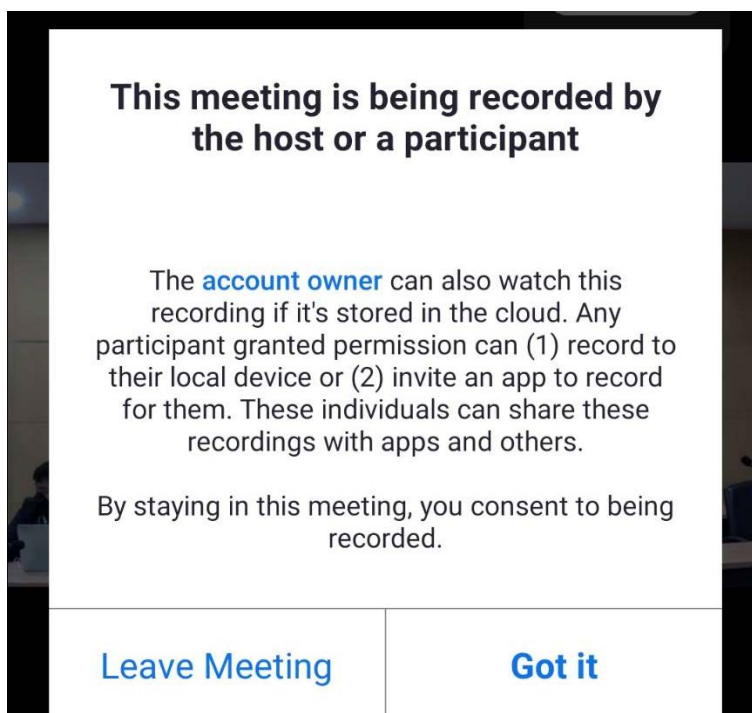 This meeting is being recorded by
the host or a participant
The account owner can also watch this
recording if it's stored in the cloud. Any
participant granted permission can (1) record to
their local device or (2) invite an app to record
for them. These individuals can share these
recordings with apps and others.
By staying in this meeting, you consent to being
recorded.
Leave Meeting
Got it